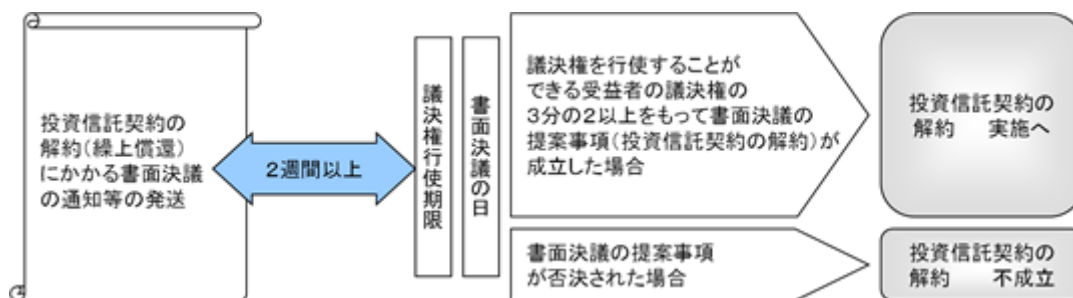 投資信託契約の
解約（繰上償還）
にかかる書面決議
の通知等の発送
２週間以上
議決権行使期限
書面決議の日
議決権を行使することが
できる受益者の議決権の
３分の２以上をもって書面決議の
提案事項（投資信託契約の解約）が
成立した場合
投資信託契約の
解約　実施へ
書面決議の提案事項
が否決された場合
投資信託契約の
解約　不成立